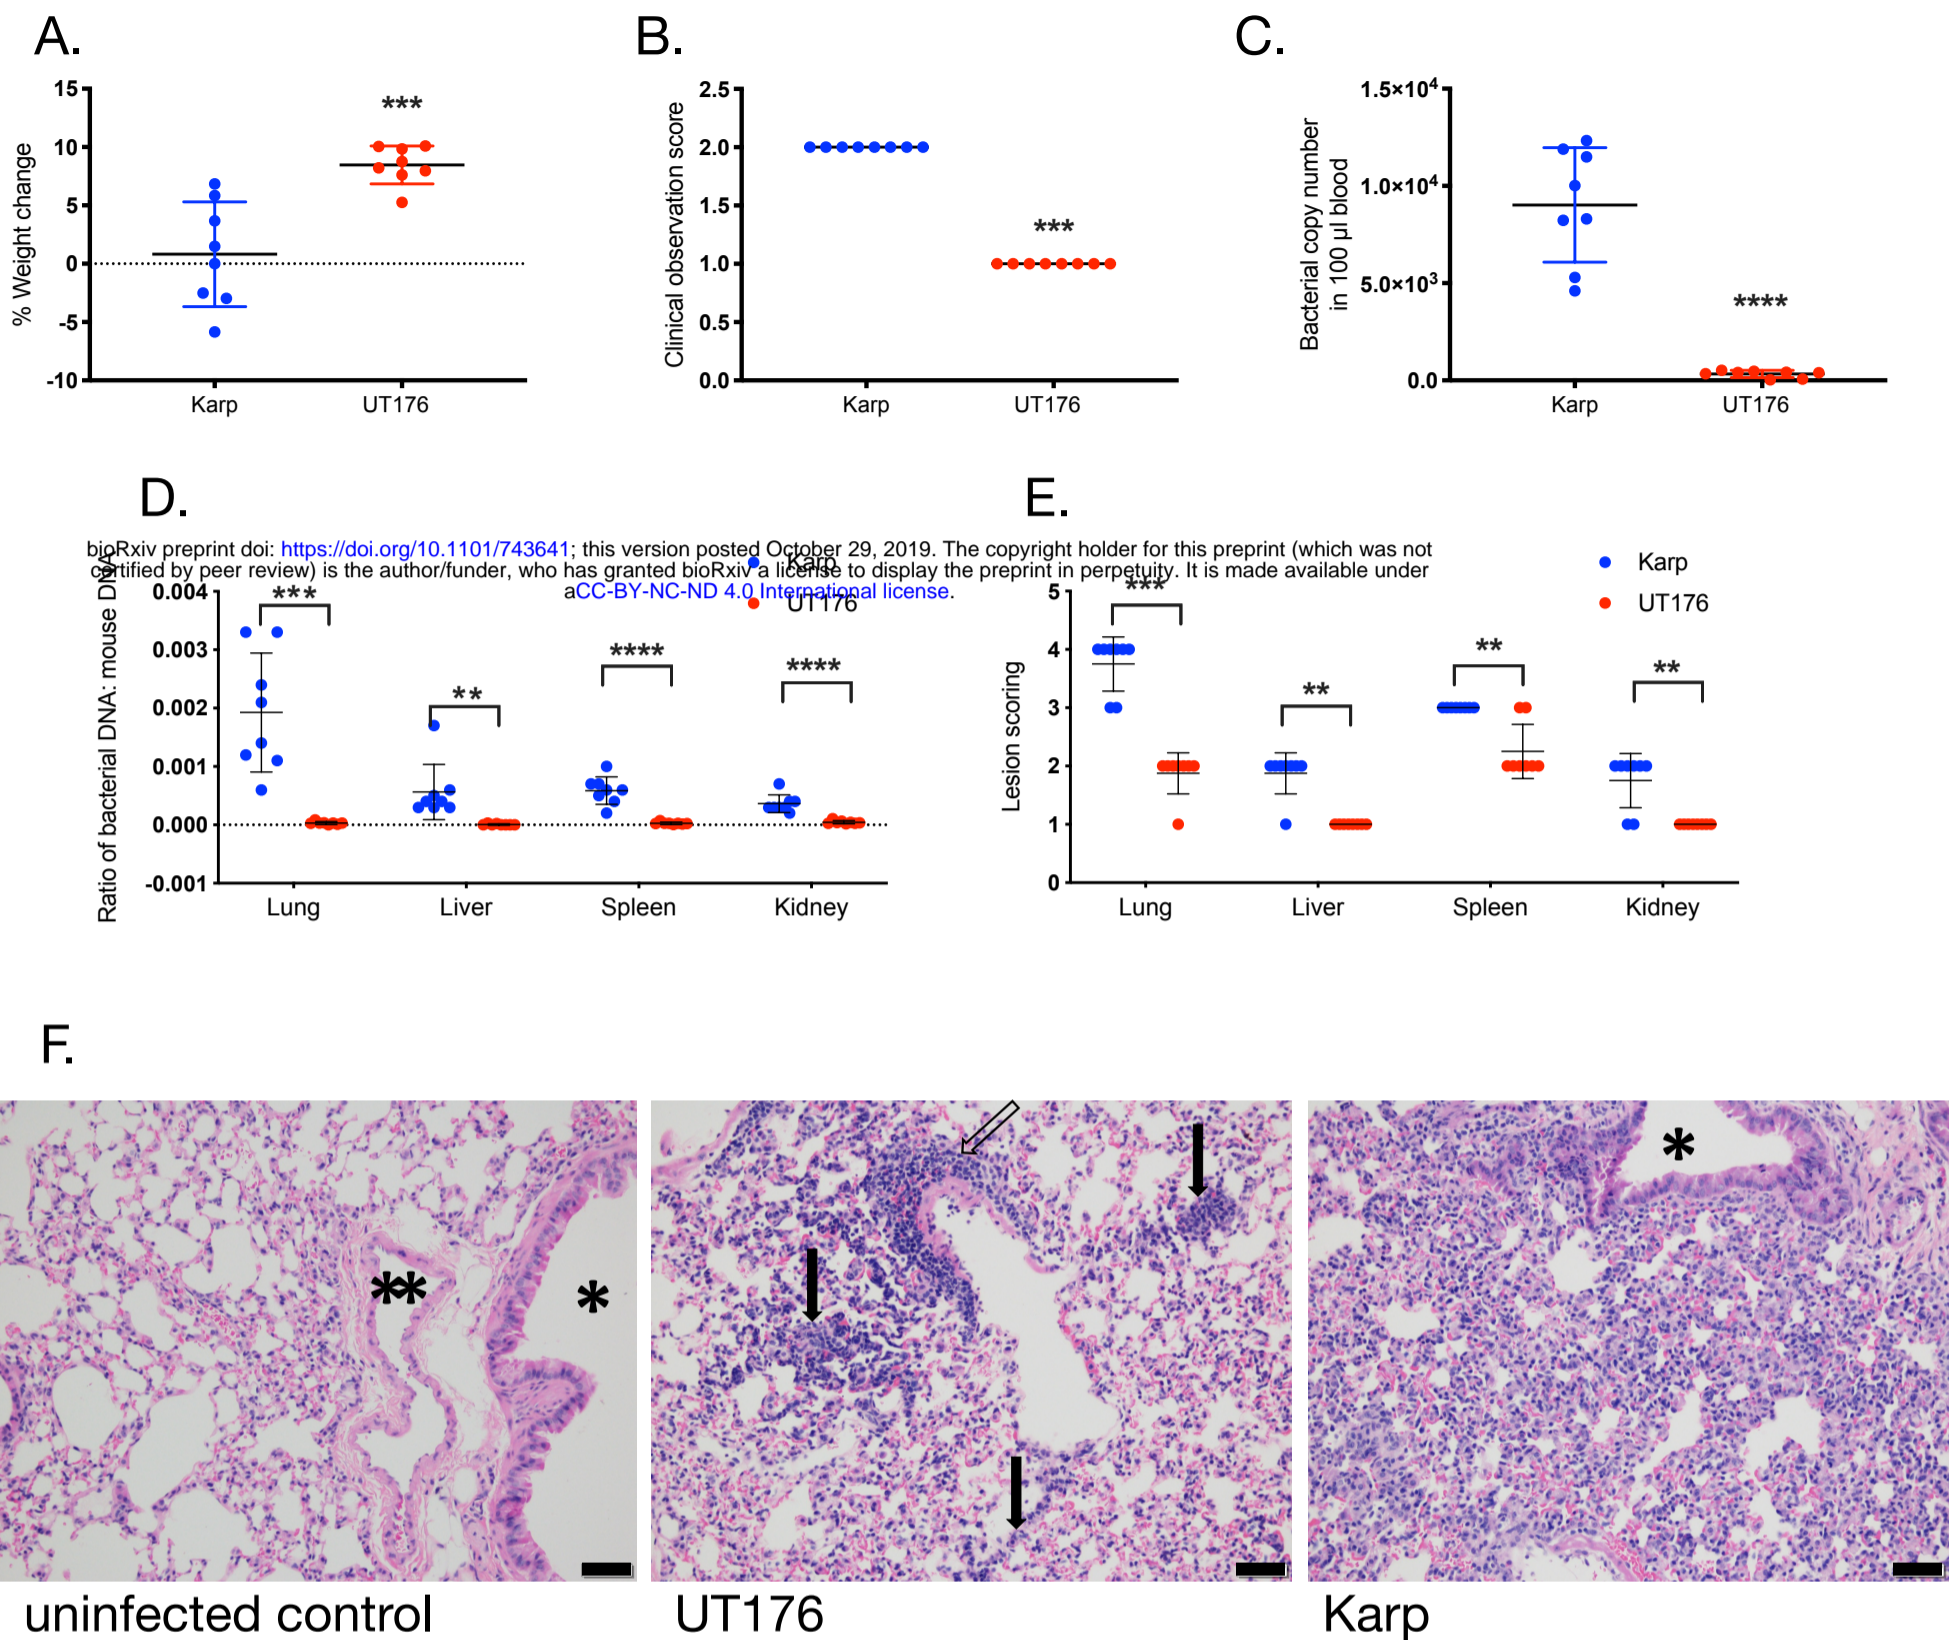 A.
B.
C.
15
10
5
0
-5
-10
% Weight change
***
Karp
UT176
2.5
2.0
1.5
1.0
0.5
0.0
Clinical observation score
***
Karp
UT176
1.5×10⁴
1.0×10⁴
5.0×10³
0.0
Bacterial copy number
in 100 µl blood
****
Karp
UT176
D.
E.
bioRxiv preprint doi: https://doi.org/10.1101/743641; this version posted October 29, 2019. The copyright holder for this preprint (which was not
certified by peer review) is the author/funder, who has granted bioRxiv a license to display the preprint in perpetuity. It is made available under
aCC-BY-NC-ND 4.0 International license.
Karp
UT176
0.004
0.003
0.002
0.001
0.000
-0.001
Ratio of bacterial DNA: mouse DNA
***
**
****
****
Lung
Liver
Spleen
Kidney
Karp
UT176
5
4
3
2
1
0
Lesion scoring
***
**
**
**
Lung
Liver
Spleen
Kidney
F.
**
*
*
uninfected control
UT176
Karp